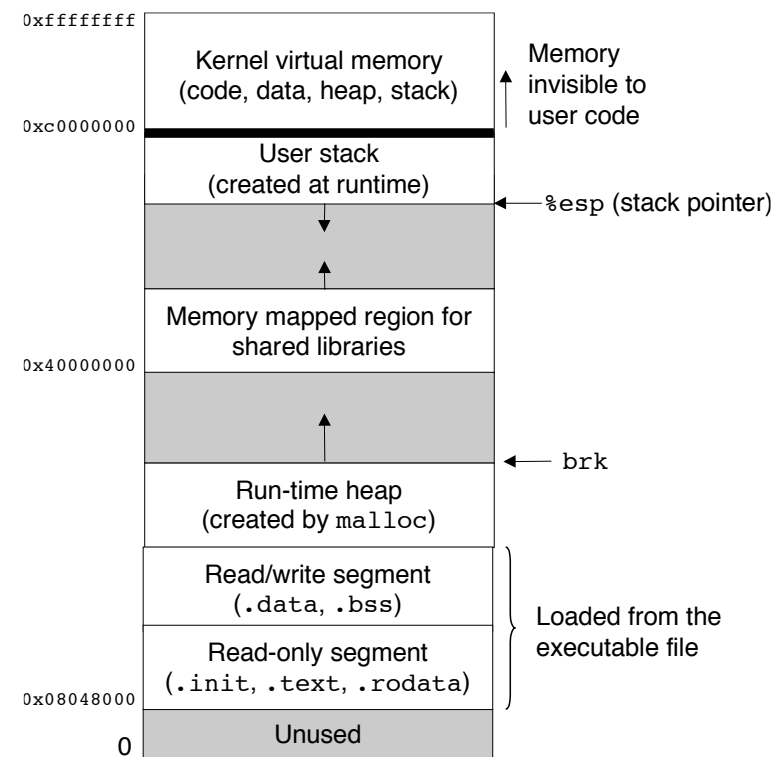 0xffffffff
Kernel virtual memory
(code, data, heap, stack)
Memory
invisible to
user code
0xc0000000
User stack
(created at runtime)
%esp (stack pointer)
Memory mapped region for
shared libraries
0x40000000
brk
Run-time heap
(created by malloc)
Read/write segment
(.data, .bss)
Loaded from the
executable file
Read-only segment
(.init, .text, .rodata)
0x08048000
Unused
0